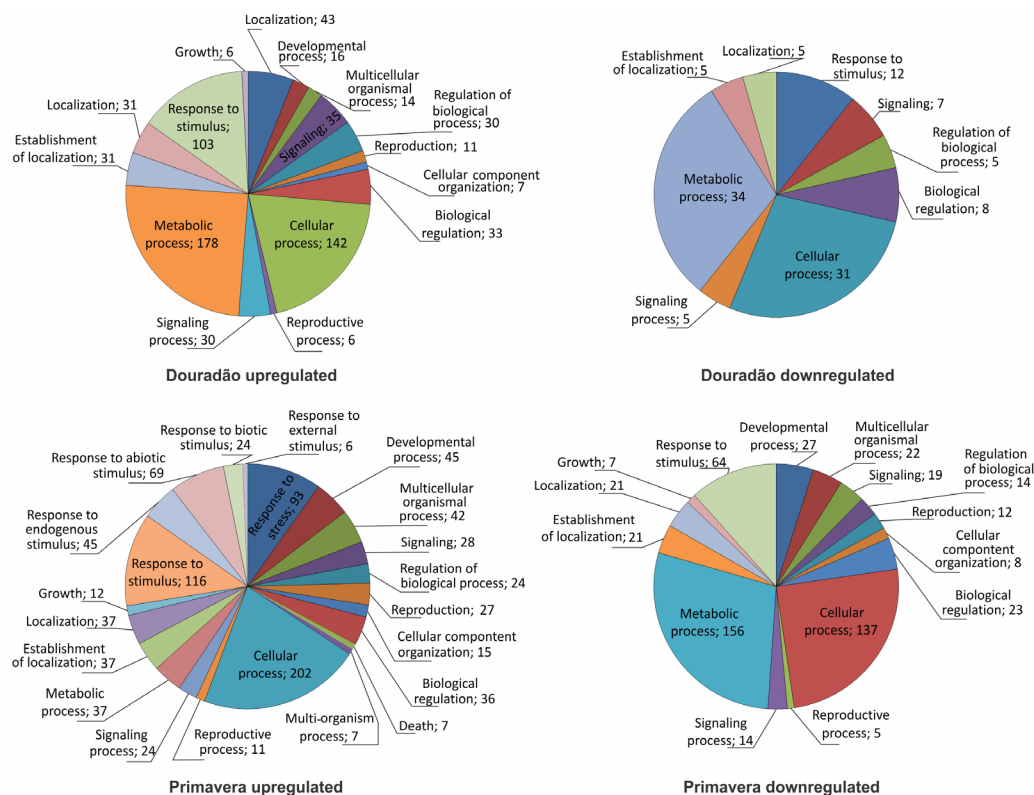 Localization; 43
Developmental
process; 16
Multicellular
organismal
process; 14
Signaling; 35
Regulation of
biological
process; 30
Reproduction; 11
Cellular component
organization; 7
Biological
regulation; 33
Cellular
process; 142
Reproductive
process; 6
Signaling
process; 30
Metabolic
process; 178
Establishment
of localization; 31
Localization; 31
Response to
stimulus;
103
Growth; 6
Douradão upregulated
Localization; 5
Response to
stimulus; 12
Signaling; 7
Regulation of
biological
process; 5
Biological
regulation; 8
Cellular
process; 31
Signaling
process; 5
Metabolic
process; 34
Establishment
of localization; 5
Douradão downregulated
Response to
external
stimulus; 6
Response to
stress; 93
Developmental
process; 45
Multicellular
organismal
process; 42
Signaling; 28
Regulation of
biological process; 24
Reproduction; 27
Cellular compontent
organization; 15
Biological
regulation; 36
Death; 7
Multi-organism
process; 7
Cellular
process; 202
Reproductive
process; 11
Signaling
process; 24
Metabolic
process; 37
Establishment
of localization; 37
Localization; 37
Growth; 12
Response to
stimulus; 116
Response to
endogenous
stimulus; 45
Response to abiotic
stimulus; 69
Response to biotic
stimulus; 24
Primavera upregulated
Developmental
process; 27
Multicellular
organismal
process; 22
Signaling; 19
Regulation of
biological process
process; 14
Reproduction; 12
Cellular
compontent
organization; 8
Biological
regulation; 23
Cellular
process; 137
Reproductive
process; 5
Signaling
process; 14
Metabolic
process; 156
Establishment
of localization; 21
Localization; 21
Growth; 7
Response to
stimulus; 64
Primavera downregulated